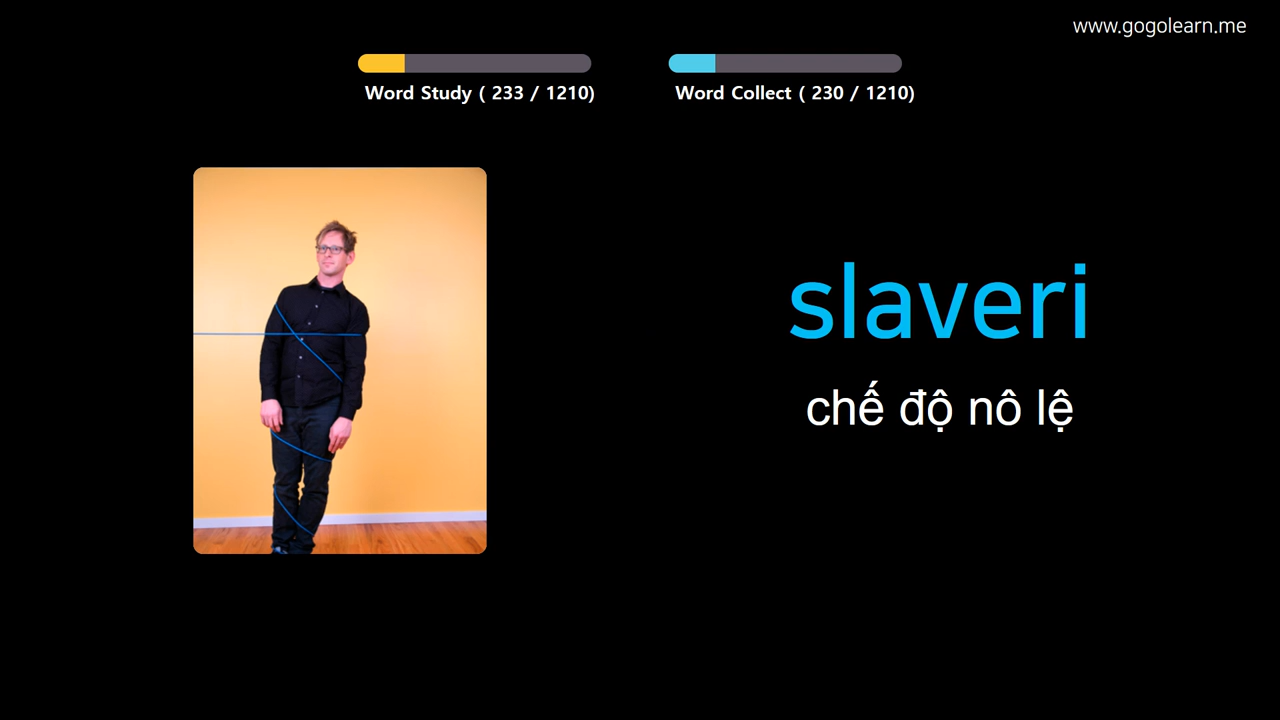 www.gogolearn.me
Word Study ( 233 / 1210)
Word Collect ( 230 / 1210)
slaveri
chế độ nô lệ